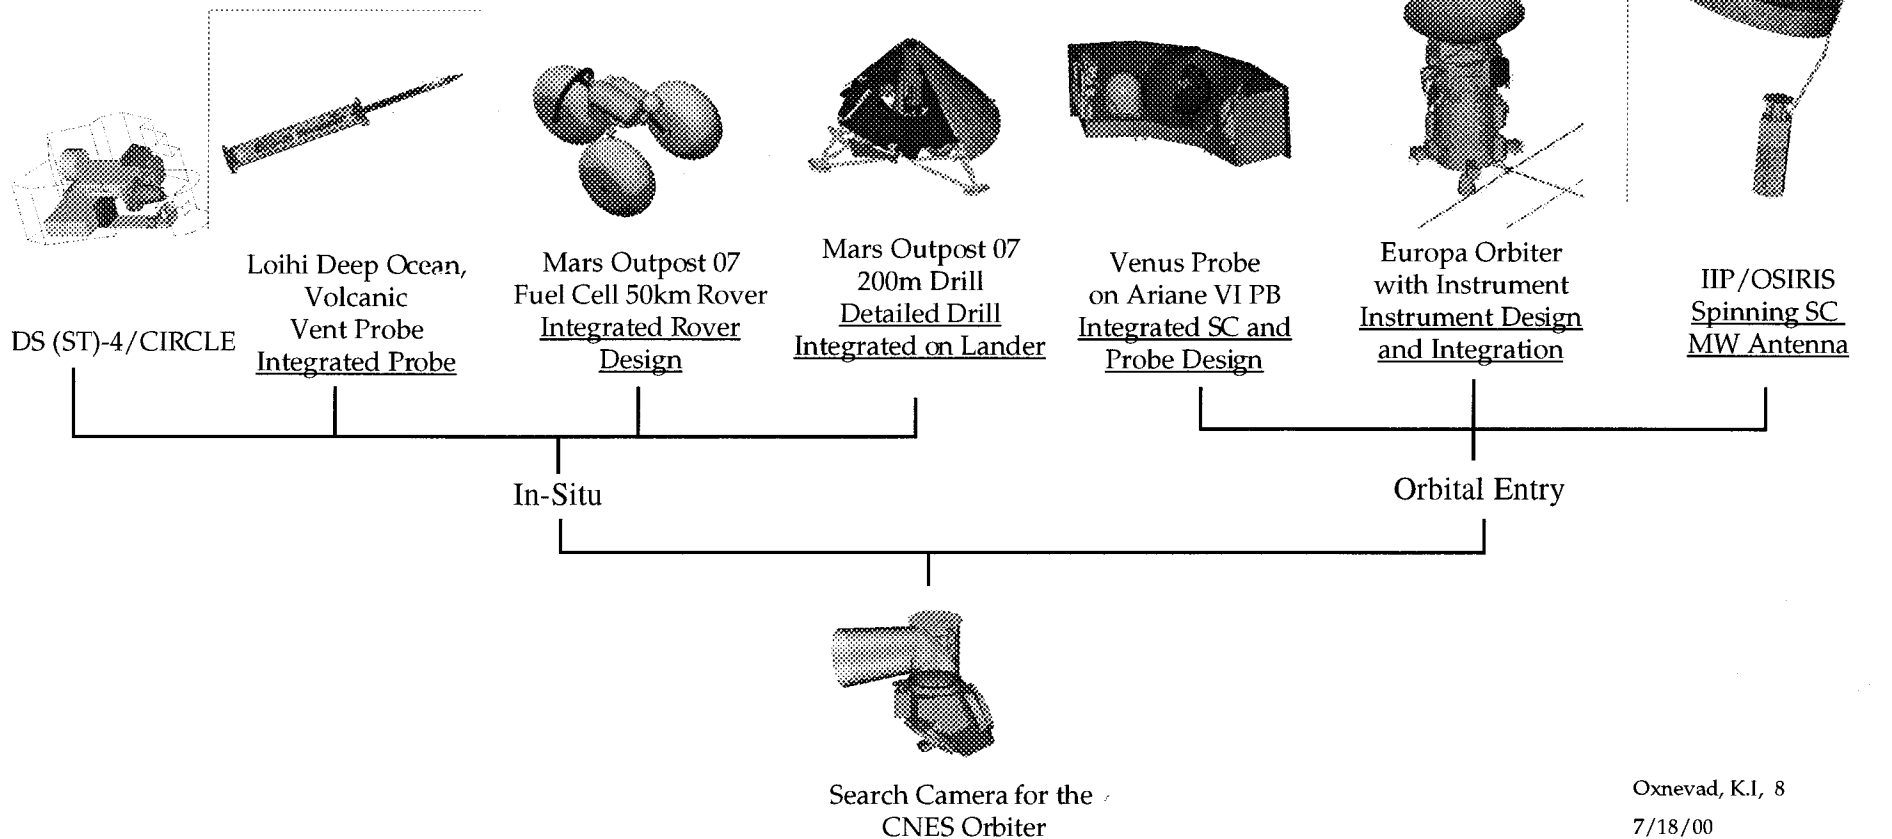 DS (ST)-4/CIRCLE
Loihi Deep Ocean,
Volcanic
Vent Probe
Integrated Probe
Mars Outpost 07
Fuel Cell 50km Rover
Integrated Rover
Design
Mars Outpost 07
200m Drill
Detailed Drill
Integrated on Lander
Venus Probe
on Ariane VI PB
Integrated SC and
Probe Design
Europa Orbiter
with Instrument
Instrument Design
and Integration
IIP/OSIRIS
Spinning SC
MW Antenna
In-Situ
Orbital Entry
Search Camera for the
CNES Orbiter
Oxnevad, K.I, 8
7/18/00